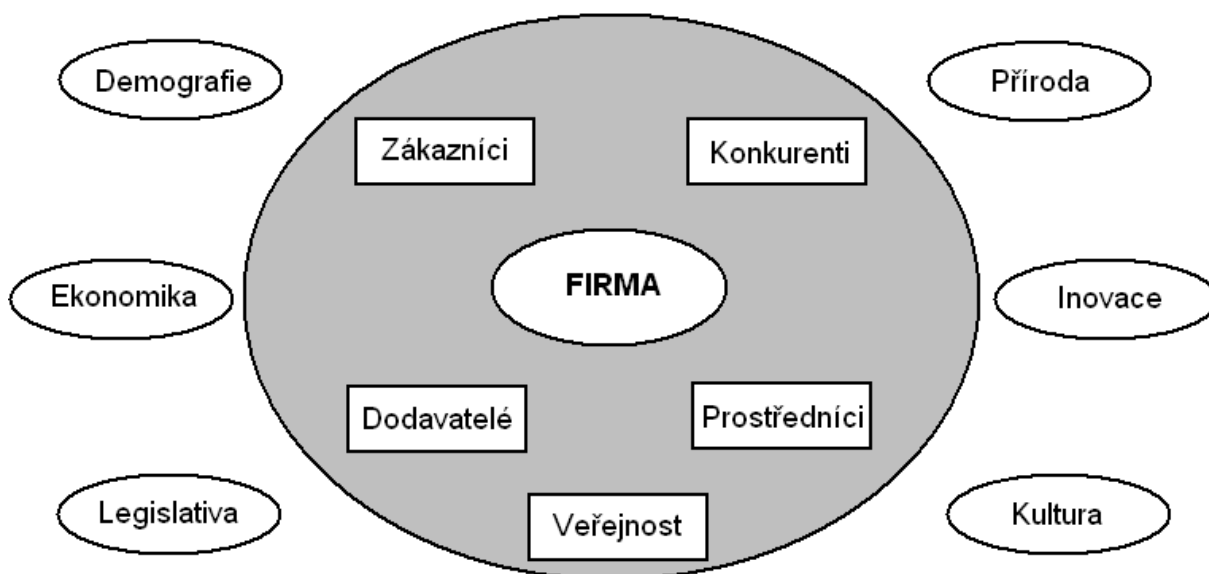 Demografie
Příroda
Zákazníci
Konkurenti
Ekonomika
FIRMA
Inovace
Dodavatelé
Prostředníci
Legislativa
Veřejnost
Kultura